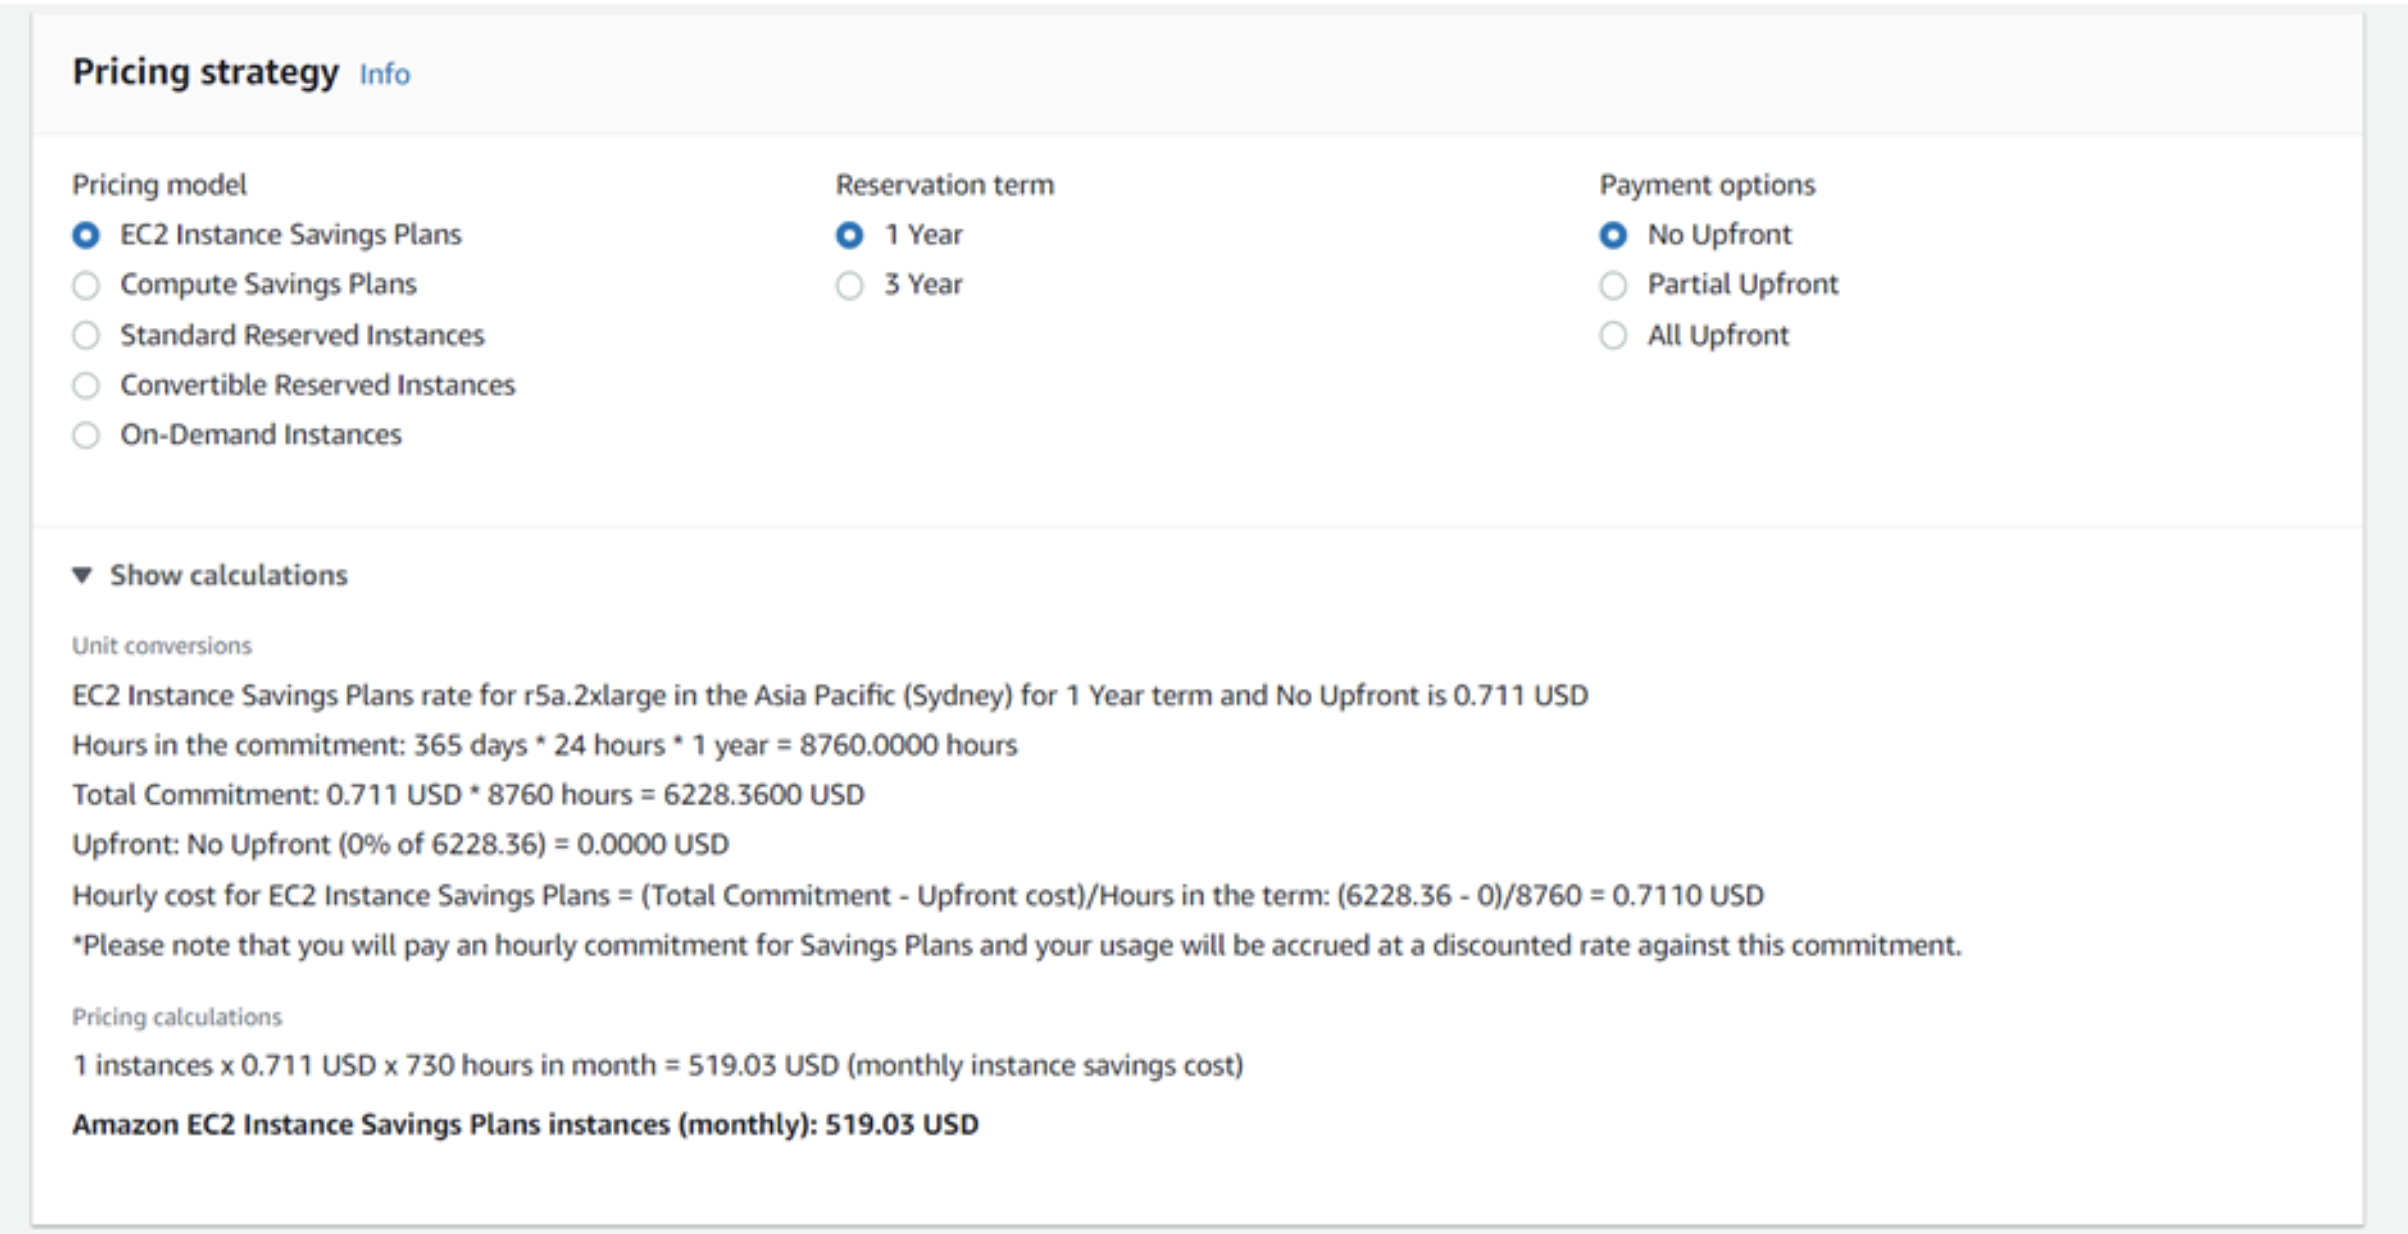 Pricing strategy Info
Pricing model
EC2 Instance Savings Plans
Compute Savings Plans
Standard Reserved Instances
Convertible Reserved Instances
On-Demand Instances
Reservation term
1 Year
3 Year
Payment options
No Upfront
Partial Upfront
All Upfront
Show calculations
Unit conversions
EC2 Instance Savings Plans rate for r5a.2xlarge in the Asia Pacific (Sydney) for 1 Year term and No Upfront is 0.711 USD
Hours in the commitment: 365 days * 24 hours * 1 year = 8760.0000 hours
Total Commitment: 0.711 USD * 8760 hours = 6228.3600 USD
Upfront: No Upfront (0% of 6228.36) = 0.0000 USD
Hourly cost for EC2 Instance Savings Plans = (Total Commitment - Upfront cost)/Hours in the term: (6228.36 - 0)/8760 = 0.7110 USD
*Please note that you will pay an hourly commitment for Savings Plans and your usage will be accrued at a discounted rate against this commitment.
Pricing calculations
1 instances x 0.711 USD x 730 hours in month = 519.03 USD (monthly instance savings cost)
Amazon EC2 Instance Savings Plans instances (monthly): 519.03 USD